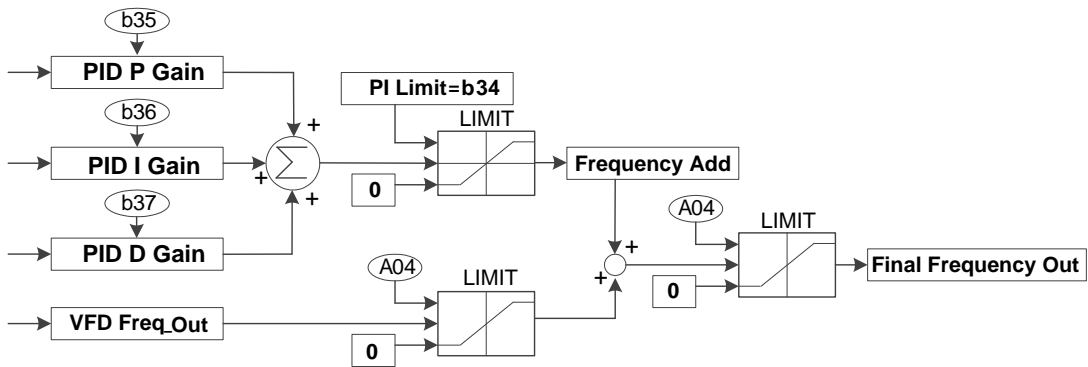 b35
PID P Gain
b36
PID I Gain
b37
PID D Gain
VFD Freq_Out
+
+
+
Σ
PI Limit=b34
LIMIT
0
Frequency Add
A04
LIMIT
0
+
+
A04
LIMIT
0
Final Frequency Out